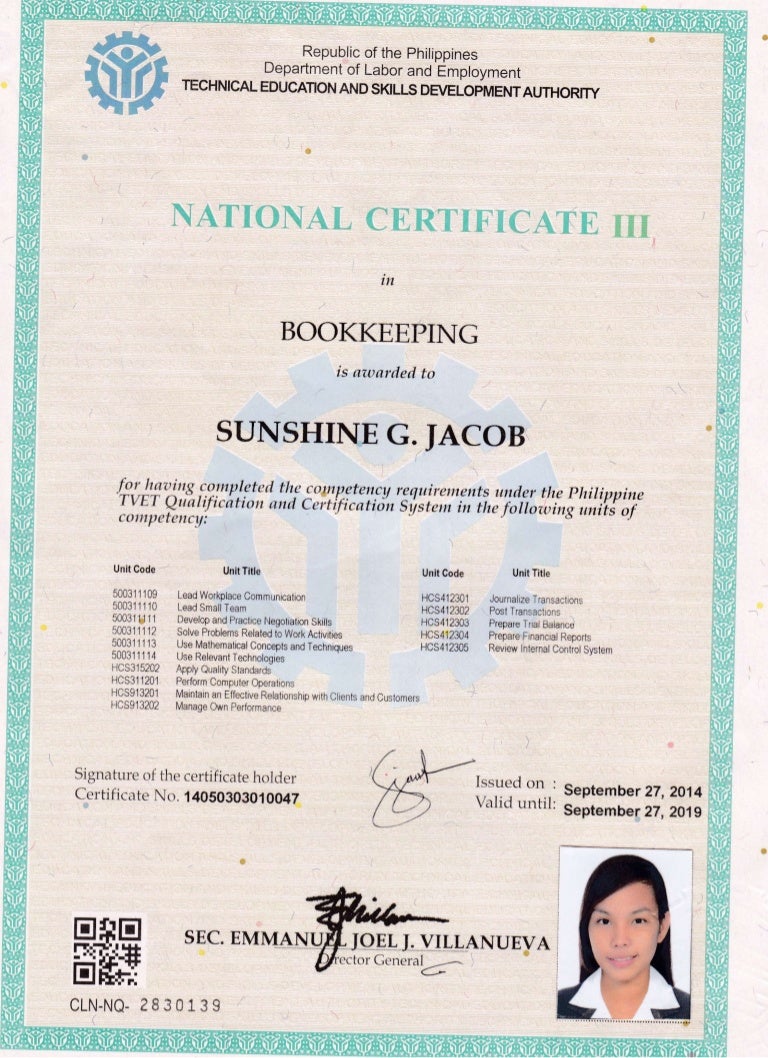 Republic of the Philippines
Department of Labor and Employment
TECHNICAL EDUCATION AND SKILLS DEVELOPMENT AUTHORITY
NATIONAL CERTIFICATE III
in
BOOKKEEPING
is awarded to
SUNSHINE G. JACOB
for having completed the competency requirements under the Philippine
TVET Qualification and Certification System in the following units of
competency:
Unit Code Unit Title
500311109 Lead Workplace Communication
500311110 Lead Small Team
500311111 Develop and Practice Negotiation Skills
500311112 Solve Problems Related to Work Activities
500311113 Use Mathematical Concepts and Techniques
500311114 Use Relevant Technologies
HCS315202 Apply Quality Standards
HCS311201 Perform Computer Operations
HCS913201 Maintain an Effective Relationship with Clients and Customers
HCS913202 Manage Own Performance
Unit Code Unit Title
HCS412301 Journalize Transactions
HCS412302 Post Transactions
HCS412303 Prepare Trial Balance
HCS412304 Prepare Financial Reports
HCS412305 Review Internal Control System
Signature of the certificate holder
Certificate No. 14050303010047
Issued on : September 27, 2014
Valid until: September 27, 2019
SEC. EMMANUEL JOEL J. VILLANUEVA
Director General
CLN-NQ- 2830139